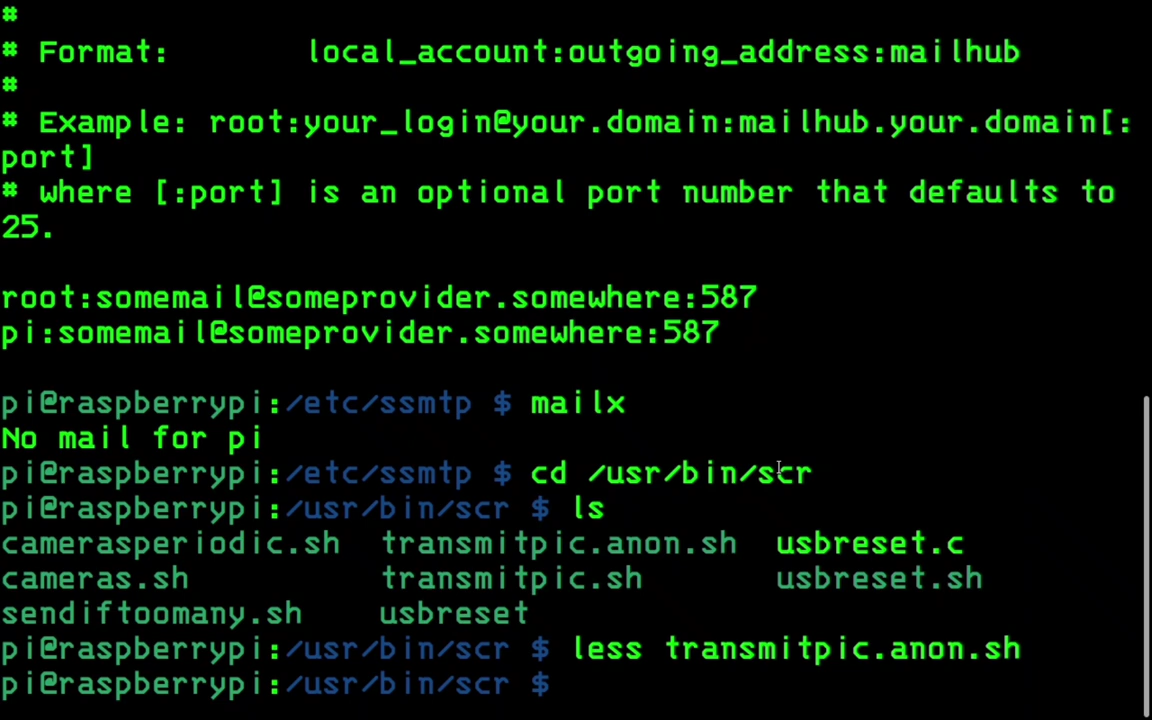 #
# Format:       local_account:outgoing_address:mailhub
#
# Example: root:your_login@your.domain:mailhub.your.domain[:
port]
# where [:port] is an optional port number that defaults to
25.
root:somemail@someprovider.somewhere:587
pi:somemail@someprovider.somewhere:587
pi@raspberrypi:/etc/ssmtp $ mailx
No mail for pi
pi@raspberrypi:/etc/ssmtp $ cd /usr/bin/scr
pi@raspberrypi:/usr/bin/scr $ ls
camerasperiodic.sh  transmitpic.anon.sh  usbreset.c
cameras.sh          transmitpic.sh       usbreset.sh
sendiftoomany.sh    usbreset
pi@raspberrypi:/usr/bin/scr $ less transmitpic.anon.sh
pi@raspberrypi:/usr/bin/scr $